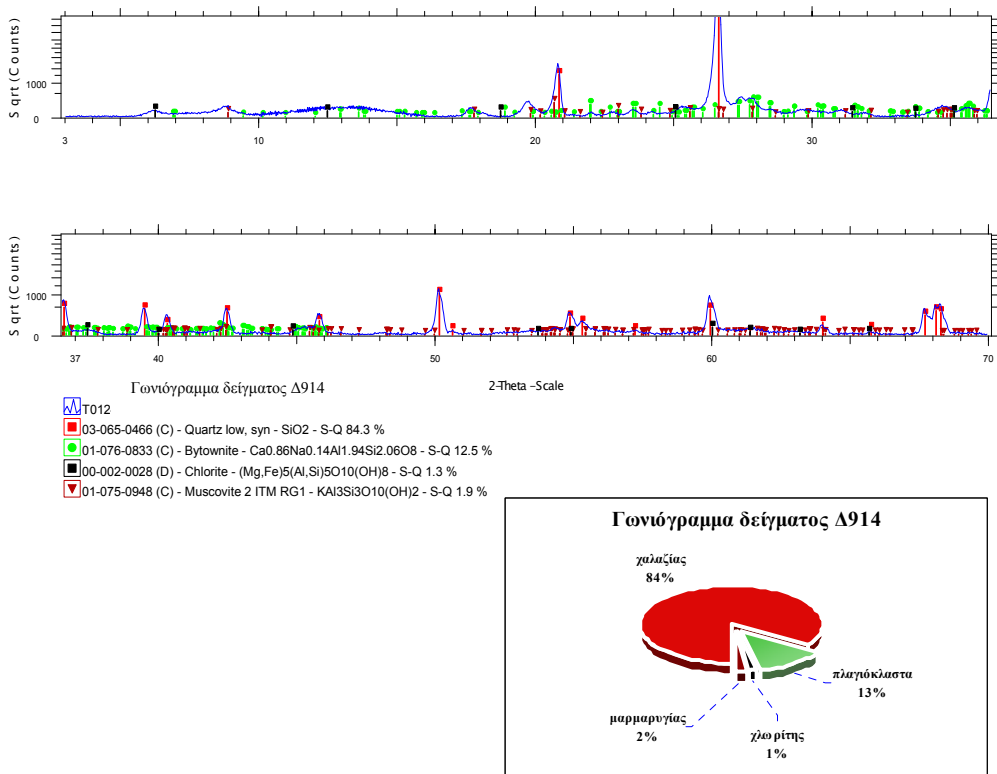 Sqrt (Counts)
1000
0
3 10 20 30
Sqrt (Counts)
1000
0
37 40 50 60 70
Γωνιόγραμμα δείγματος Δ914
2-Theta -Scale
T012
03-065-0466 (C) - Quartz low, syn - SiO2 - S-Q 84.3 %
01-076-0833 (C) - Bytownite - Ca0.86Na0.14Al1.94Si2.06O8 - S-Q 12.5 %
00-002-0028 (D) - Chlorite - (Mg,Fe)5(Al,Si)5O10(OH)8 - S-Q 1.3 %
01-075-0948 (C) - Muscovite 2 ITM RG1 - KAl3Si3O10(OH)2 - S-Q 1.9 %
Γωνιόγραμμα δείγματος Δ914
χαλαζίας
84%
πλαγιόκλαστα
13%
μαρμαρυγίας
2%
χλωρίτης
1%